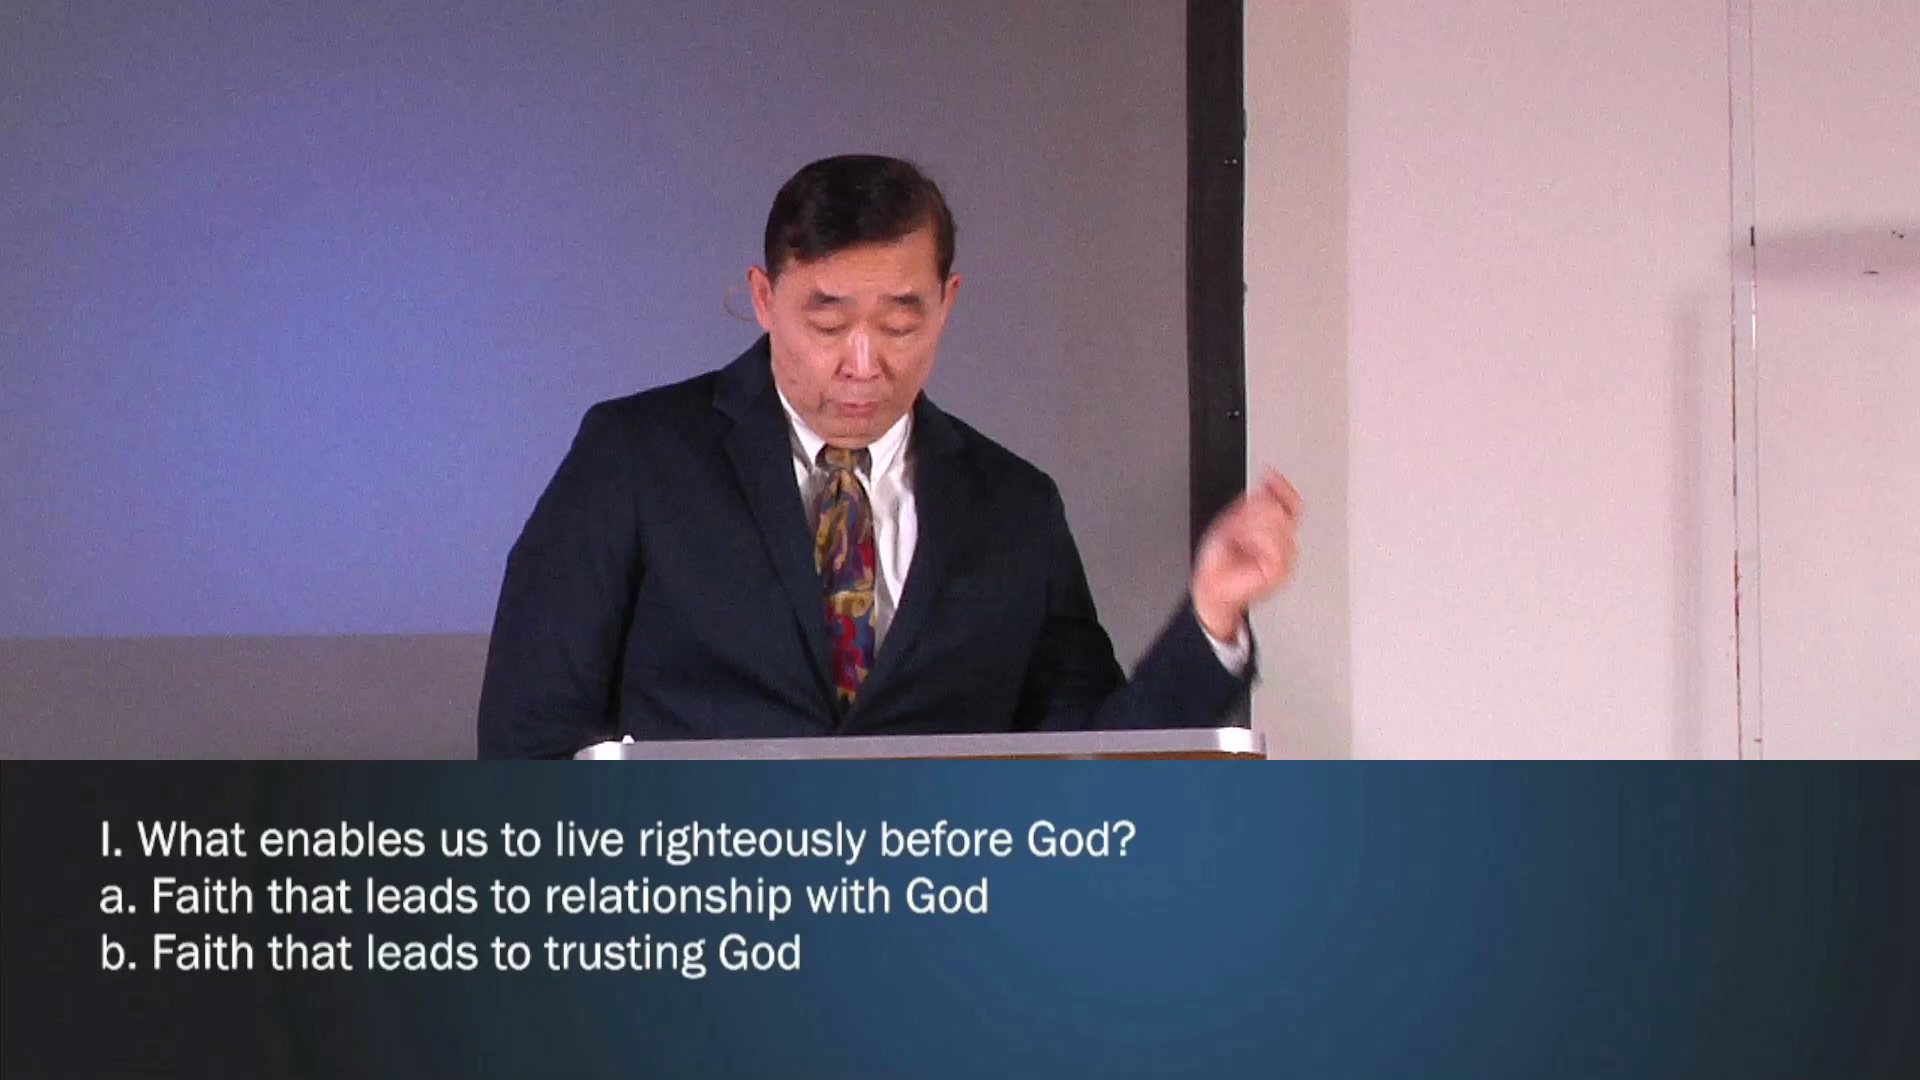 I. What enables us to live righteously before God?
a. Faith that leads to relationship with God
b. Faith that leads to trusting God